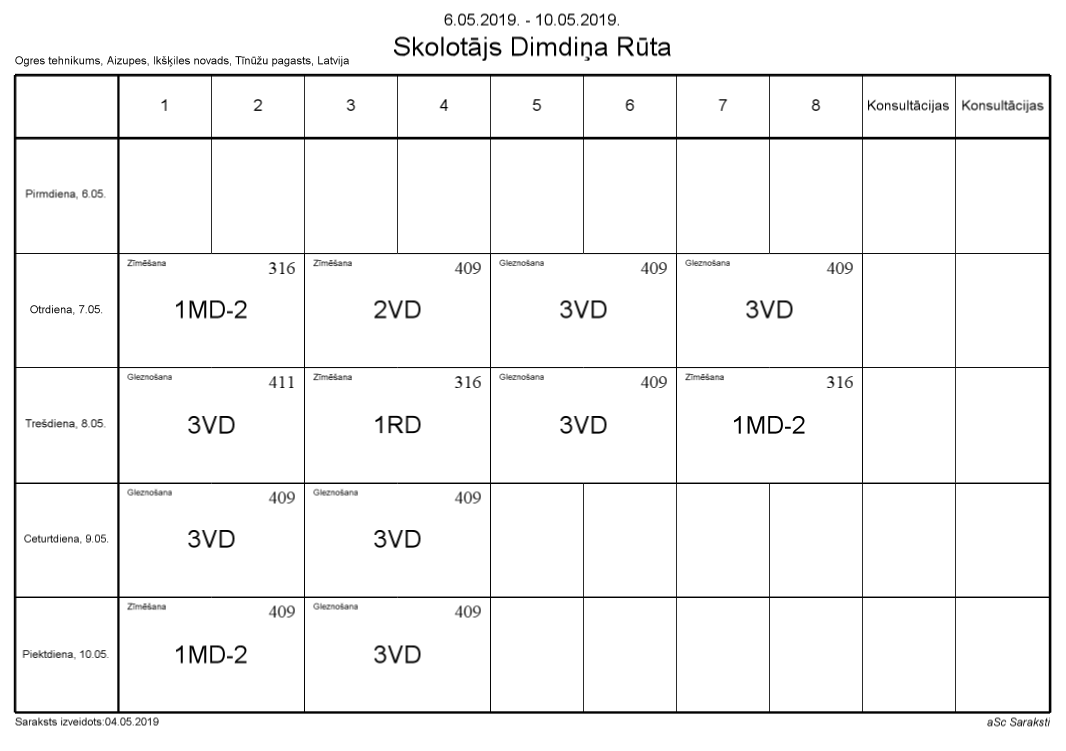 6.05.2019. - 10.05.2019.
Skolotājs Dimdiņa Rūta
Ogres tehnikums, Aizupes, Ikšķiles novads, Tīnūžu pagasts, Latvija
1 2 3 4 5 6 7 8 Konsultācijas Konsultācijas
Pirmdiena, 6.05.
Zīmēšana 316 Zīmēšana 409 Gleznošana 409 Gleznošana 409
Otrdiena, 7.05. 1MD-2 2VD 3VD 3VD
Gleznošana 411 Zīmēšana 316 Gleznošana 409 Zīmēšana 316
Trešdiena, 8.05. 3VD 1RD 3VD 1MD-2
Gleznošana 409 Gleznošana 409
Ceturtdiena, 9.05. 3VD 3VD
Zīmēšana 409 Gleznošana 409
Piektdiena, 10.05. 1MD-2 3VD
Saraksts izveidots:04.05.2019 aSc Saraksti